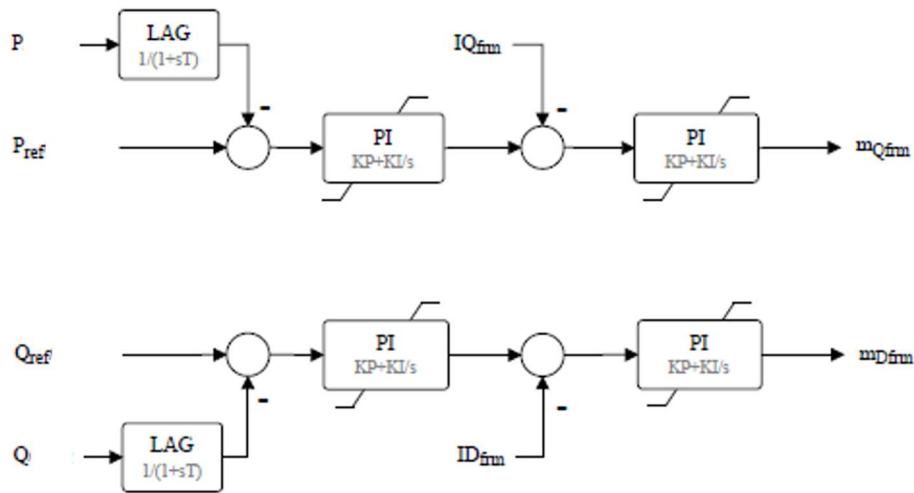 P
LAG
1/(1+sT)
IQfrm
-
-
Pref
PI
KP+KI/s
PI
KP+KI/s
mQfrm
Qref
PI
KP+KI/s
PI
KP+KI/s
mDfrm
-
-
Q
LAG
1/(1+sT)
IDfrm